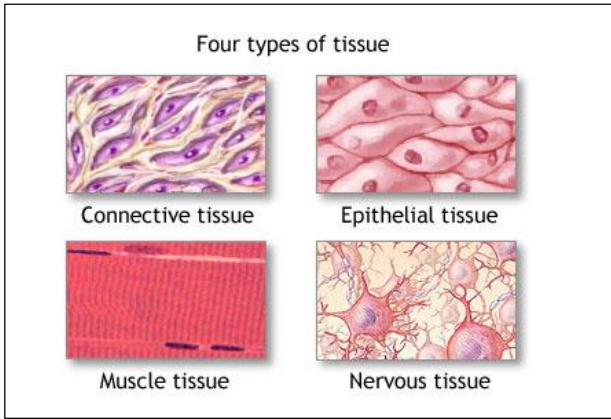 Four types of tissue
Connective tissue
Epithelial tissue
Muscle tissue
Nervous tissue